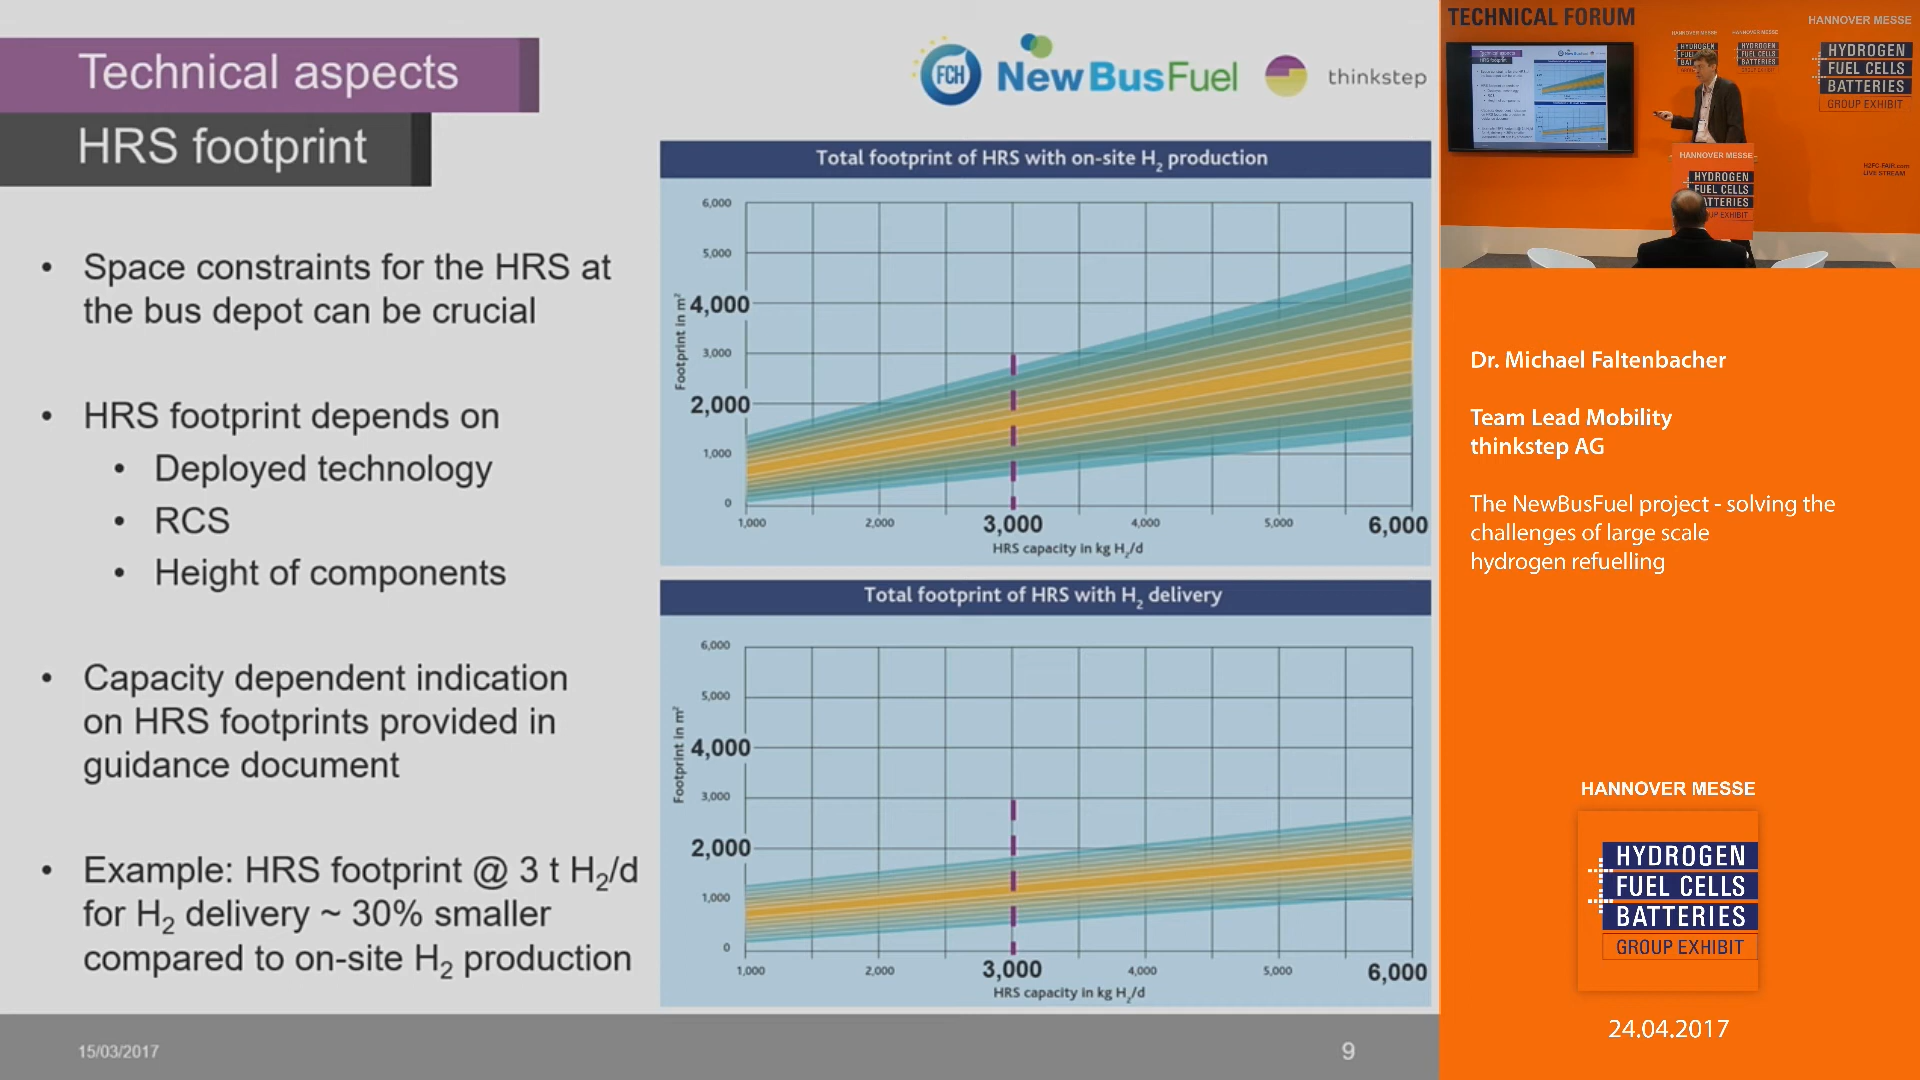 Technical aspects
HRS footprint
FCH
NewBusFuel
thinkstep
• Space constraints for the HRS at
the bus depot can be crucial
• HRS footprint depends on
• Deployed technology
• RCS
• Height of components
• Capacity dependent indication
on HRS footprints provided in
guidance document
• Example: HRS footprint @ 3 t H₂/d
for H₂ delivery ~ 30% smaller
compared to on-site H₂ production
Total footprint of HRS with on-site H₂ production
Footprint in m²
6,000
5,000
4,000
3,000
2,000
1,000
0
1,000 2,000 3,000 4,000 5,000 6,000
HRS capacity in kg H₂/d
Total footprint of HRS with H₂ delivery
Footprint in m²
6,000
5,000
4,000
3,000
2,000
1,000
0
1,000 2,000 3,000 4,000 5,000 6,000
HRS capacity in kg H₂/d
15/03/2017
9
TECHNICAL FORUM
HANNOVER MESSE
HYDROGEN
FUEL CELLS
BATTERIES
GROUP EXHIBIT
HANNOVER MESSE
HYDROGEN
FUEL CELLS
BATTERIES
H2FC-FAIR.com
LIVE STREAM
Dr. Michael Faltenbacher
Team Lead Mobility
thinkstep AG
The NewBusFuel project - solving the
challenges of large scale
hydrogen refuelling
HANNOVER MESSE
HYDROGEN
FUEL CELLS
BATTERIES
GROUP EXHIBIT
24.04.2017